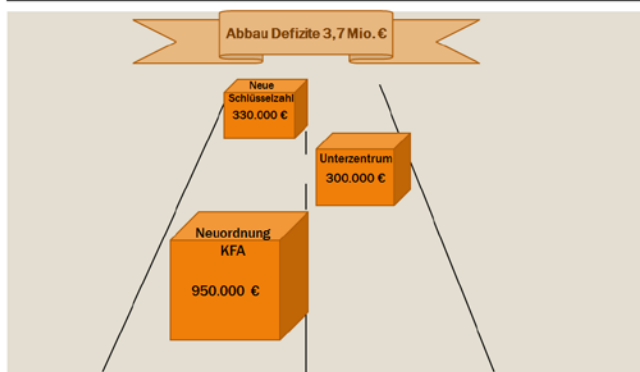 Abbau Defizite 3,7 Mio. €
Neue
Schlüsselzahl
330.000 €
Unterzentrum
300.000 €
Neuordnung
KFA
950.000 €